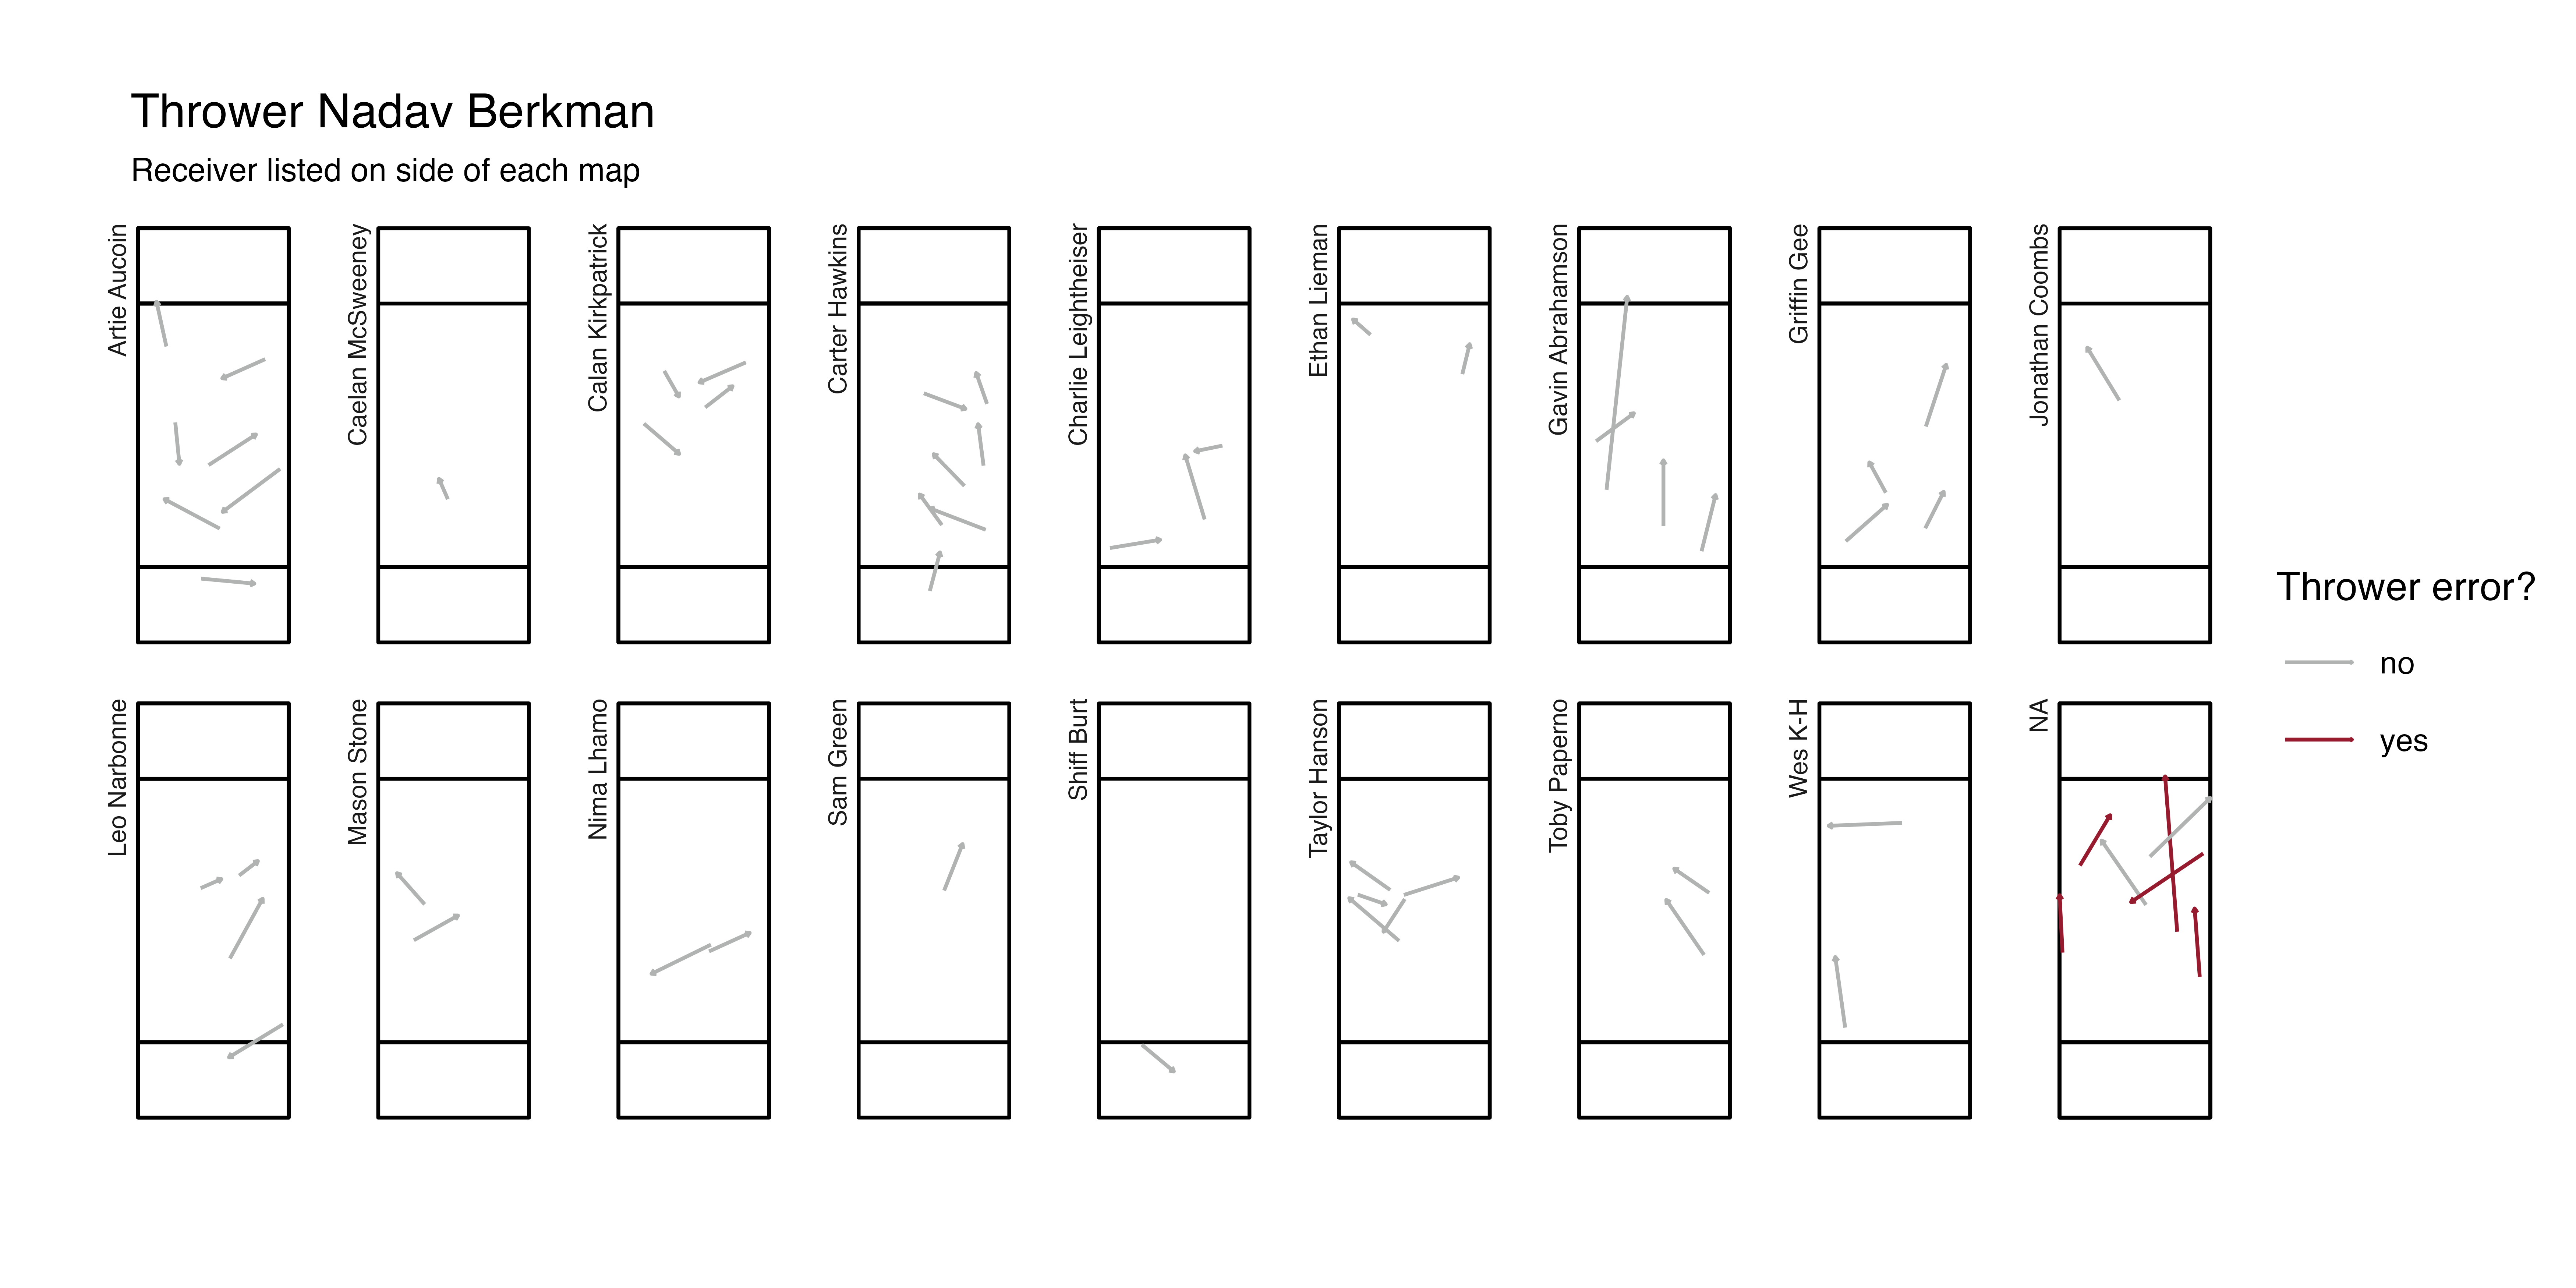 Thrower Nadav Berkman
Receiver listed on side of each map
Artie Aucoin
Caelan McSweeney
Calan Kirkpatrick
Carter Hawkins
Charlie Leightheiser
Ethan Lieman
Gavin Abrahamson
Griffin Gee
Jonathan Coombs
Leo Narbonne
Mason Stone
Nima Lhamo
Sam Green
Shiff Burt
Taylor Hanson
Toby Paperno
Wes K-H
NA
Thrower error?
no
yes